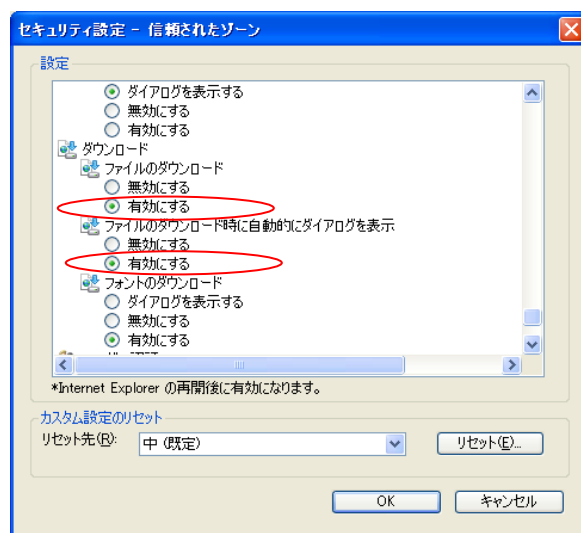 セキュリティ設定 - 信頼されたゾーン
設定
ダイアログを表示する
無効にする
有効にする
ダウンロード
ファイルのダウンロード
無効にする
有効にする
ファイルのダウンロード時に自動的にダイアログを表示
無効にする
有効にする
フォントのダウンロード
ダイアログを表示する
無効にする
有効にする
*Internet Explorer の再開後に有効になります。
カスタム設定のリセット
リセット先(R): 中 (既定) リセット(E)...
OK キャンセル